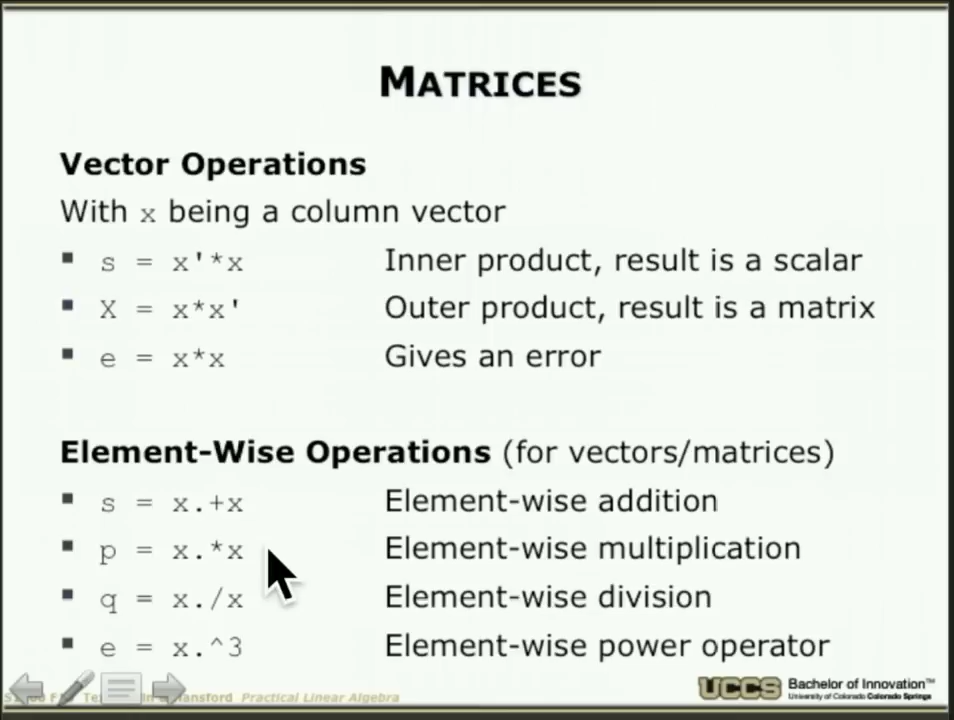 MATRICES
Vector Operations
With x being a column vector
▪ s = x'*x Inner product, result is a scalar
▪ X = x*x' Outer product, result is a matrix
▪ e = x*x Gives an error
Element-Wise Operations (for vectors/matrices)
▪ s = x.+x Element-wise addition
▪ p = x.*x Element-wise multiplication
▪ q = x./x Element-wise division
▪ e = x.^3 Element-wise power operator
Practical Linear Algebra
UCCS Bachelor of Innovation™
University of Colorado Colorado Springs